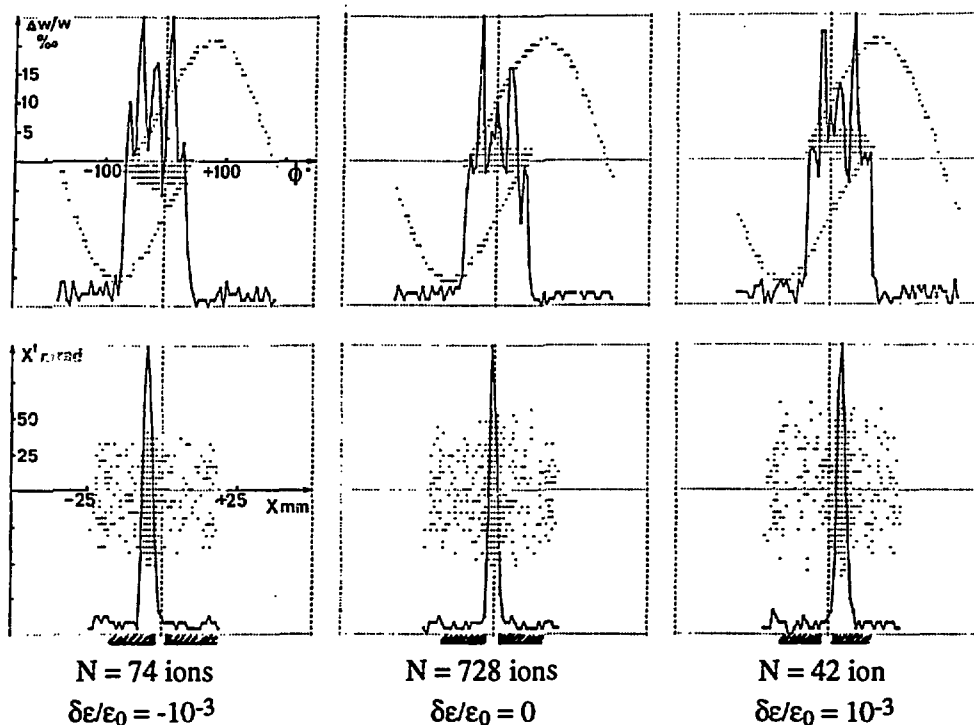 Δw/w
‰
15
10
5
-100
+100
ϕ°
X' mrad
50
25
-25
+25
X mm
N = 74 ions
N = 728 ions
N = 42 ion
δε/ε₀ = -10⁻³
δε/ε₀ = 0
δε/ε₀ = 10⁻³